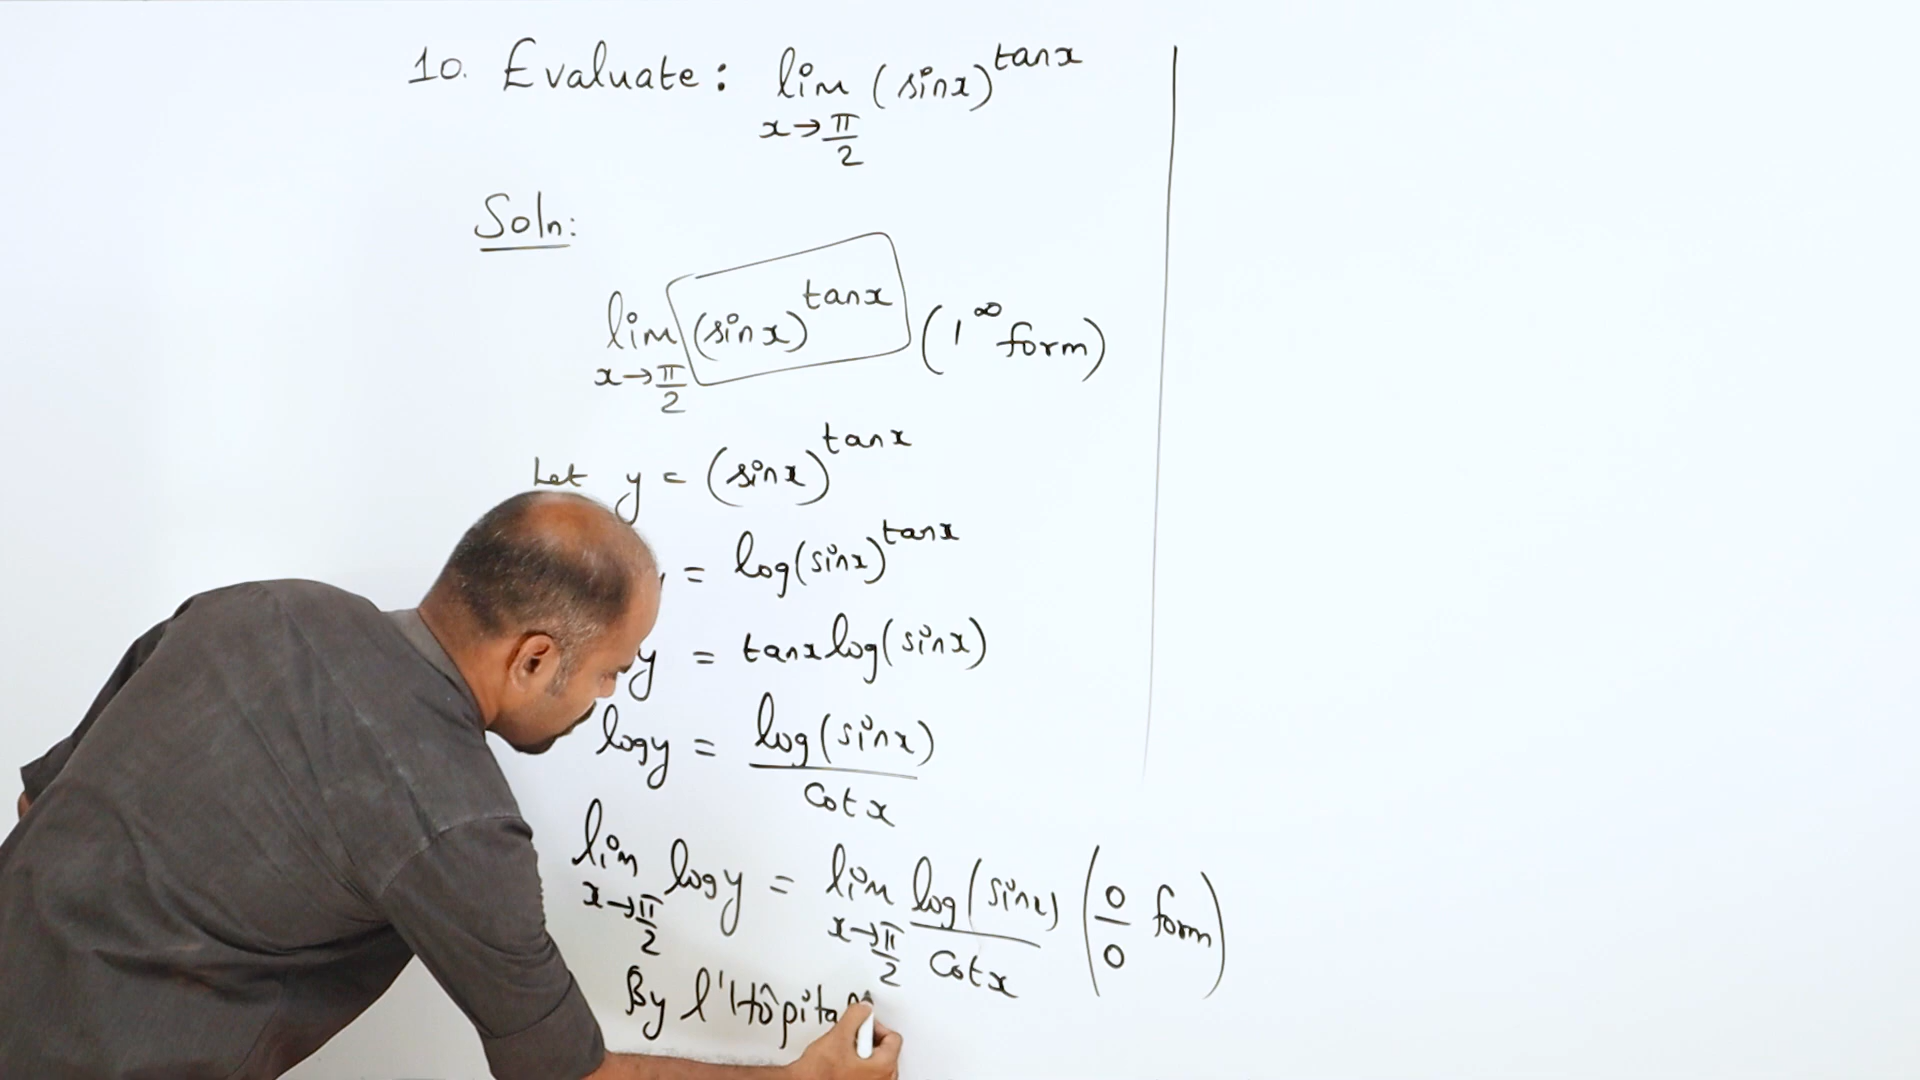 10. Evaluate: lim (sinx)^tanx
x→π/2
Soln:
lim (sinx)^tanx (1^∞ form)
x→π/2
Let y = (sinx)^tanx
= log(sinx)^tanx
y = tanxlog(sinx)
logy = log(sinx)/cotx
lim logy = lim log(sinx)/cotx (0/0 form)
x→π/2 x→π/2
By l'Hôpita